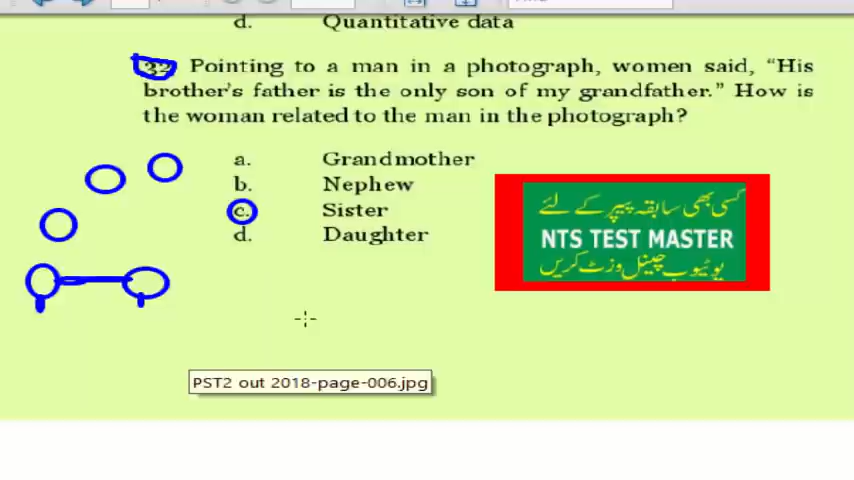 d. Quantitative data
32. Pointing to a man in a photograph, women said, “His
brother's father is the only son of my grandfather.” How is
the woman related to the man in the photograph?
a. Grandmother
b. Nephew
c. Sister
d. Daughter
کسی بھی سابقہ پیپر کے لئے
NTS TEST MASTER
یوٹیوب چینل وزٹ کریں
PST2 out 2018-page-006.jpg